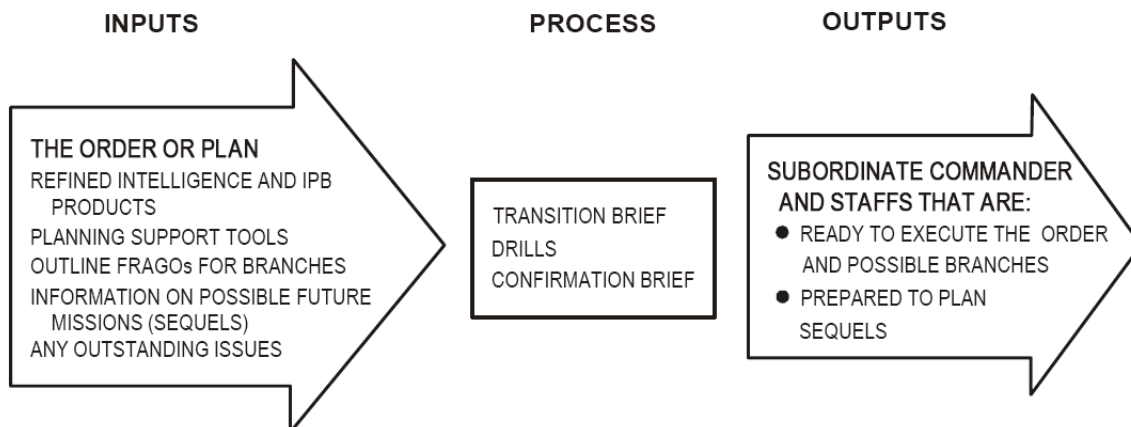 INPUTS
PROCESS
OUTPUTS
THE ORDER OR PLAN
REFINED INTELLIGENCE AND IPB
PRODUCTS
PLANNING SUPPORT TOOLS
OUTLINE FRAGOs FOR BRANCHES
INFORMATION ON POSSIBLE FUTURE
MISSIONS (SEQUELS)
ANY OUTSTANDING ISSUES
TRANSITION BRIEF
DRILLS
CONFIRMATION BRIEF
SUBORDINATE COMMANDER
AND STAFFS THAT ARE:
● READY TO EXECUTE THE ORDER
AND POSSIBLE BRANCHES
● PREPARED TO PLAN
SEQUELS